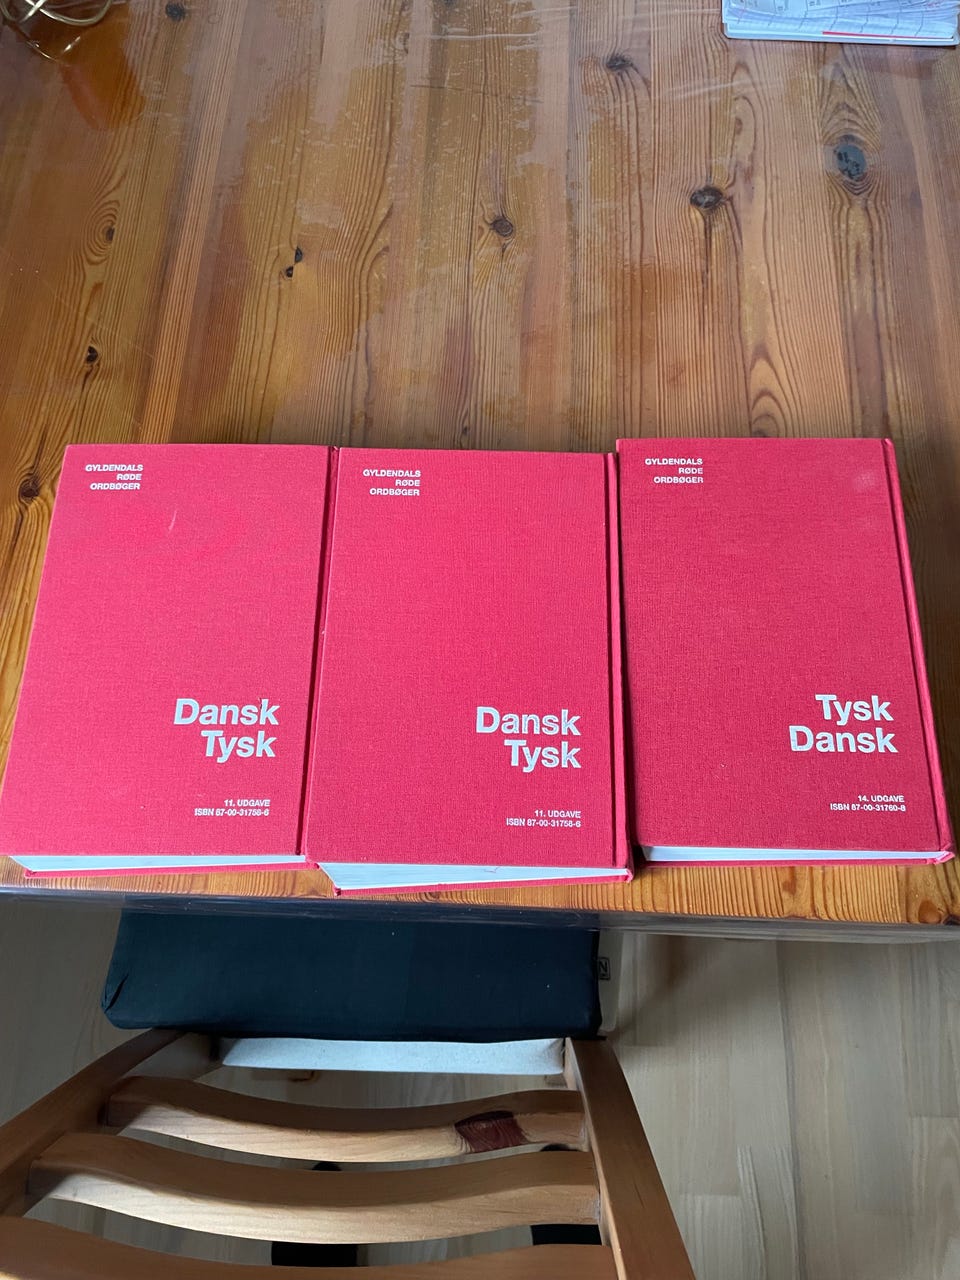 GYLDENDALS
RØDE
ORDBØGER
Dansk
Tysk
11. UDGAVE
ISBN 87-00-31758-6
GYLDENDALS
RØDE
ORDBØGER
Dansk
Tysk
11. UDGAVE
ISBN 87-00-31758-6
GYLDENDALS
RØDE
ORDBØGER
Tysk
Dansk
14. UDGAVE
ISBN 87-00-31760-8